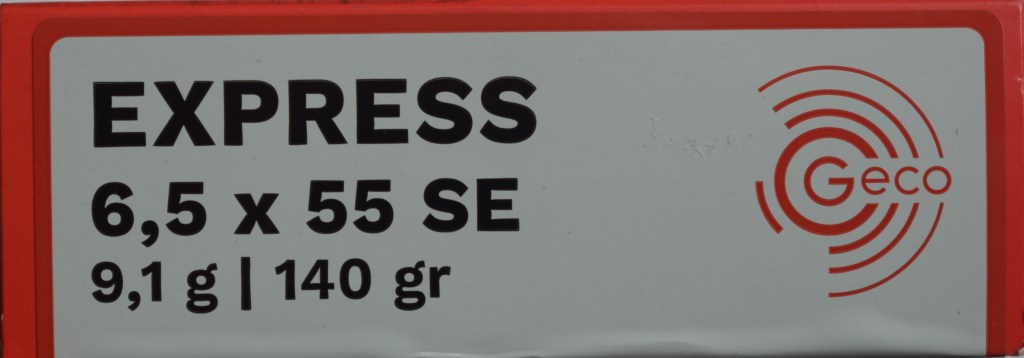 EXPRESS
6,5 x 55 SE
9,1 g | 140 gr
Geco